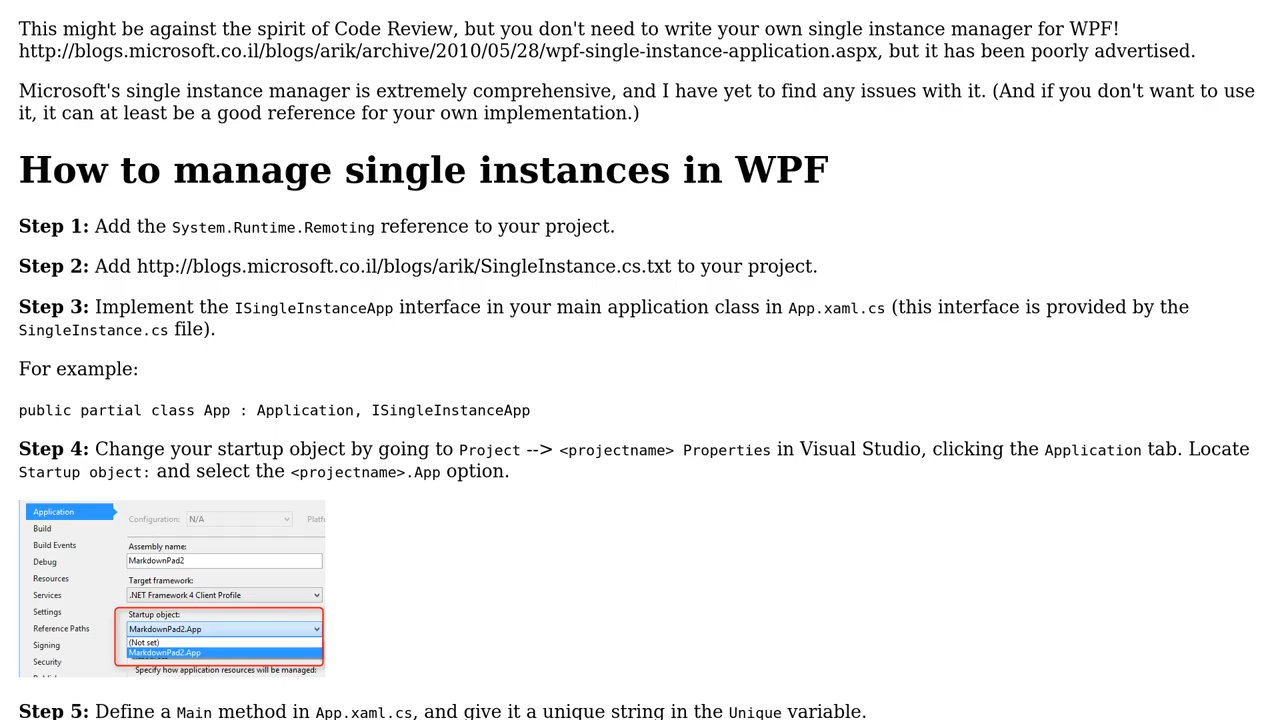 This might be against the spirit of Code Review, but you don't need to write your own single instance manager for WPF!
http://blogs.microsoft.co.il/blogs/arik/archive/2010/05/28/wpf-single-instance-application.aspx, but it has been poorly advertised.
Microsoft's single instance manager is extremely comprehensive, and I have yet to find any issues with it. (And if you don't want to use
it, it can at least be a good reference for your own implementation.)
How to manage single instances in WPF
Step 1: Add the System.Runtime.Remoting reference to your project.
Step 2: Add http://blogs.microsoft.co.il/blogs/arik/SingleInstance.cs.txt to your project.
Step 3: Implement the ISingleInstanceApp interface in your main application class in App.xaml.cs (this interface is provided by the
SingleInstance.cs file).
For example:
public partial class App : Application, ISingleInstanceApp
Step 4: Change your startup object by going to Project --> <projectname> Properties in Visual Studio, clicking the Application tab. Locate
Startup object: and select the <projectname>.App option.
Application
Build
Build Events
Debug
Resources
Services
Settings
Reference Paths
Signing
Security
Configuration: N/A
Assembly name:
MarkdownPad2
Target framework:
.NET Framework 4 Client Profile
Startup object:
MarkdownPad2.App
(Not set)
MarkdownPad2.App
Specify how application resources will be managed:
Step 5: Define a Main method in App.xaml.cs, and give it a unique string in the Unique variable.